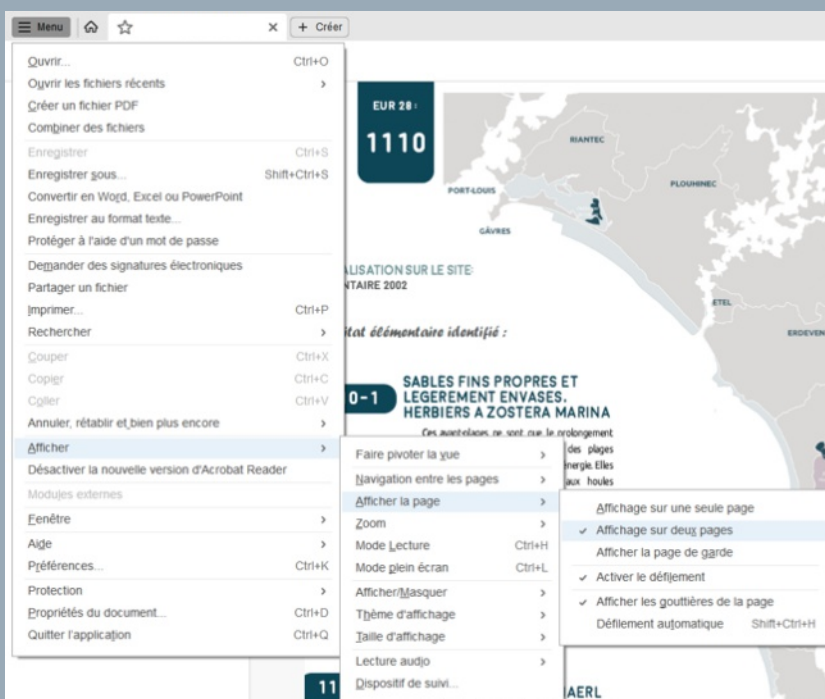 Menu
+ Créer
Ouvrir... Ctrl+O
Ouvrir les fichiers récents
Créer un fichier PDF
Combiner des fichiers
Enregistrer Ctrl+S
Enregistrer sous... Shift+Ctrl+S
Convertir en Word, Excel ou PowerPoint
Enregistrer au format texte...
Protéger à l'aide d'un mot de passe
Demander des signatures électroniques
Partager un fichier
Imprimer... Ctrl+P
Rechercher
Couper Ctrl+X
Copier Ctrl+C
Coller Ctrl+V
Annuler, rétablir et bien plus encore
Afficher
Désactiver la nouvelle version d'Acrobat Reader
Modules externes
Fenêtre
Aide
Préférences... Ctrl+K
Protection
Propriétés du document... Ctrl+D
Quitter l'application Ctrl+Q
Faire pivoter la vue
Navigation entre les pages
Afficher la page
Zoom
Mode Lecture Ctrl+H
Mode plein écran Ctrl+L
Afficher/Masquer
Thème d'affichage
Taille d'affichage
Lecture audio
Dispositif de suivi...
Affichage sur une seule page
Affichage sur deux pages
Afficher la page de garde
Activer le défilement
Afficher les gouttières de la page
Défilement automatique Shift+Ctrl+H
EUR 28 :
1110
RIANTEC
PLOUHINEC
PORT-LOUIS
GÂVRES
ETEL
ERDEVEN
ALISATION SUR LE SITE:
NTAIRE 2002
itat élémentaire identifié :
0-1
SABLES FINS PROPRES ET
LEGEREMENT ENVASES.
HERBIERS A ZOSTERA MARINA
Ces avant-plages ne sont que le prolongement
des plages
énergie. Elles
aux houles
11
AERL